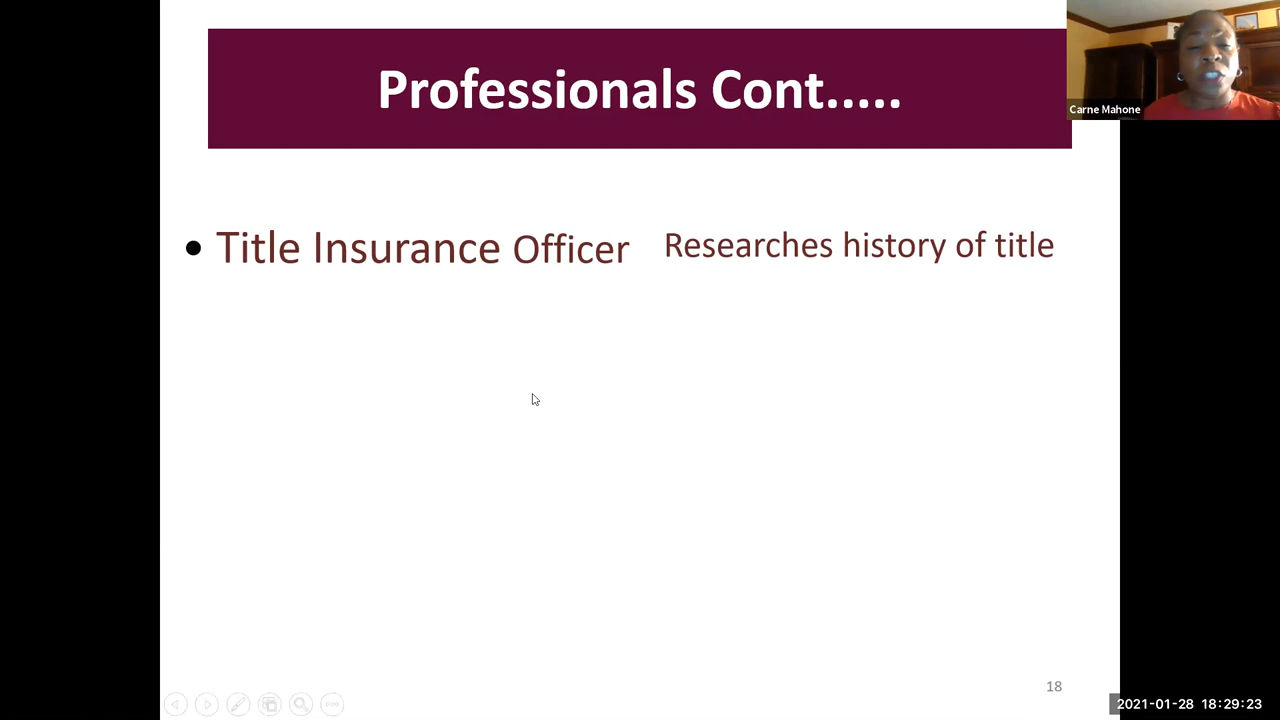 Professionals Cont.....
Carne Mahone
• Title Insurance Officer Researches history of title
18
2021-01-28 18:29:23